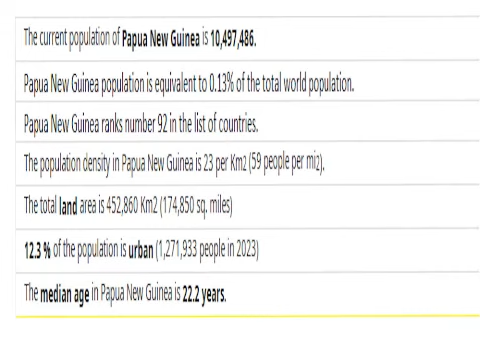 The current population of Papua New Guinea is 10,497,486.
Papua New Guinea population is equivalent to 0.13% of the total world population.
Papua New Guinea ranks number 92 in the list of countries.
The population density in Papua New Guinea is 23 per Km2 (59 people per mi2).
The total land area is 452,860 Km2 (174,850 sq. miles)
12.3 % of the population is urban (1,271,933 people in 2023)
The median age in Papua New Guinea is 22.2 years.